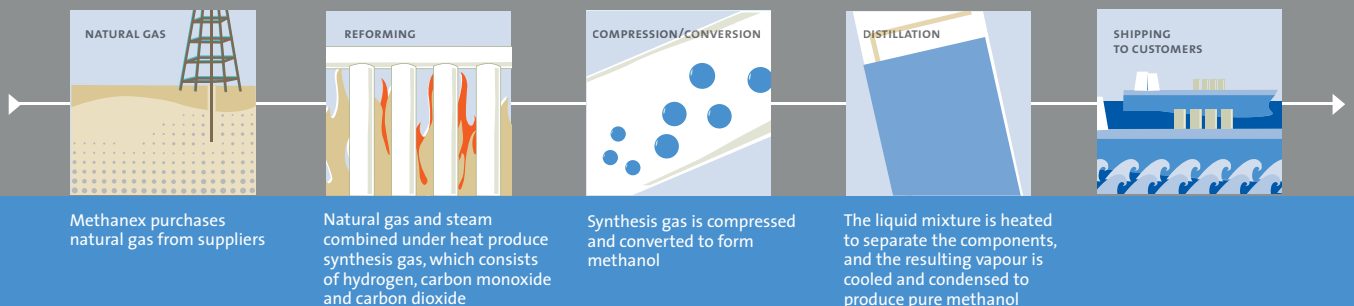 NATURAL GAS
Methanex purchases
natural gas from suppliers
REFORMING
Natural gas and steam
combined under heat produce
synthesis gas, which consists
of hydrogen, carbon monoxide
and carbon dioxide
COMPRESSION/CONVERSION
Synthesis gas is compressed
and converted to form
methanol
DISTILLATION
The liquid mixture is heated
to separate the components,
and the resulting vapour is
cooled and condensed to
produce pure methanol
SHIPPING
TO CUSTOMERS